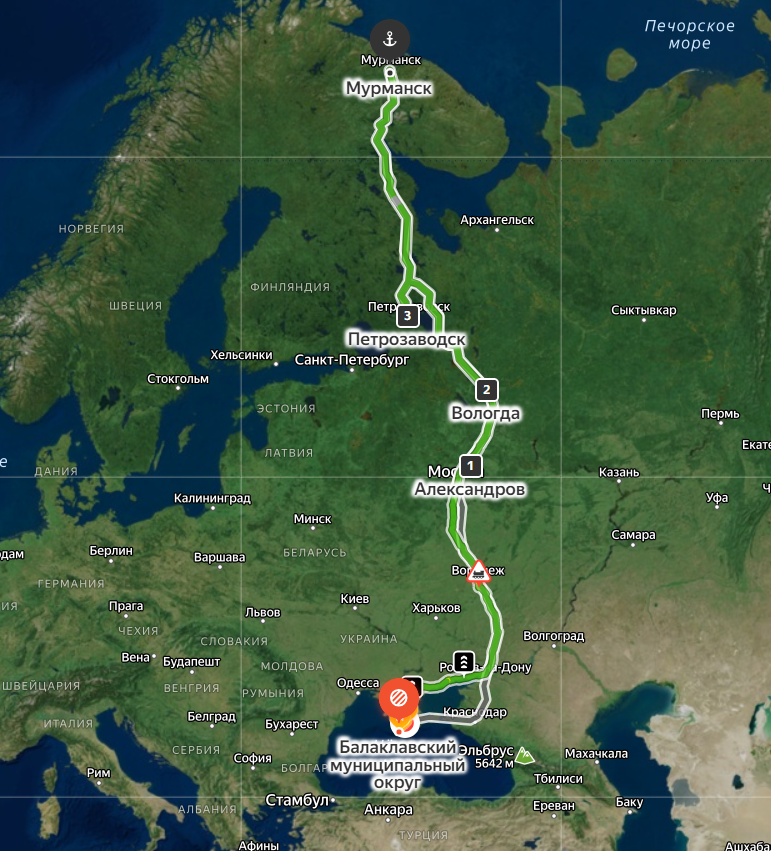 Печорское
море
Мурманск
Мурманск
НОРВЕГИЯ
Архангельск
ФИНЛЯНДИЯ
ШВЕЦИЯ
Сыктывкар
3
Петрозаводск
Хельсинки
Санкт-Петербург
Стокгольм
2
Вологда
ЭСТОНИЯ
Пермь
ЛАТВИЯ
ДАНИЯ
1
Александров
Казань
Калининград
Уфа
Минск
Самара
Берлин
Варшава
БЕЛАРУСЬ
ГЕРМАНИЯ
Прага
Львов
Киев
Харьков
ЧЕХИЯ
СЛОВАКИЯ
УКРАИНА
Волгоград
Вена
Будапешт
МОЛДОВА
ШВЕЙЦАРИЯ
ВЕНГРИЯ
РУМЫНИЯ
Одесса
Белград
Бухарест
Краснодар
ИТАЛИЯ
СЕРБИЯ
София
Балаклавский
муниципальный
округ
Эльбрус
5642 м
Махачкала
Рим
Тбилиси
Стамбул
Анкара
Ереван
Баку
АЛБАНИЯ
ТУРЦИЯ
Афины